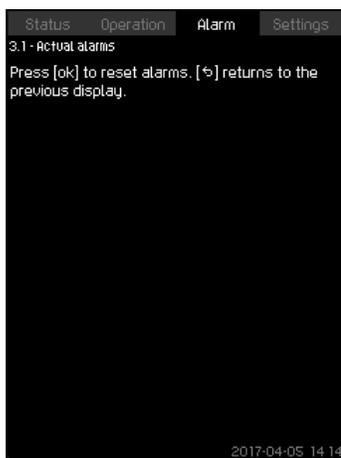 Status Operation Alarm Settings
3.1 - Actual alarms
Press [ok] to reset alarms. [↶] returns to the
previous display.
2017-04-05 14:14